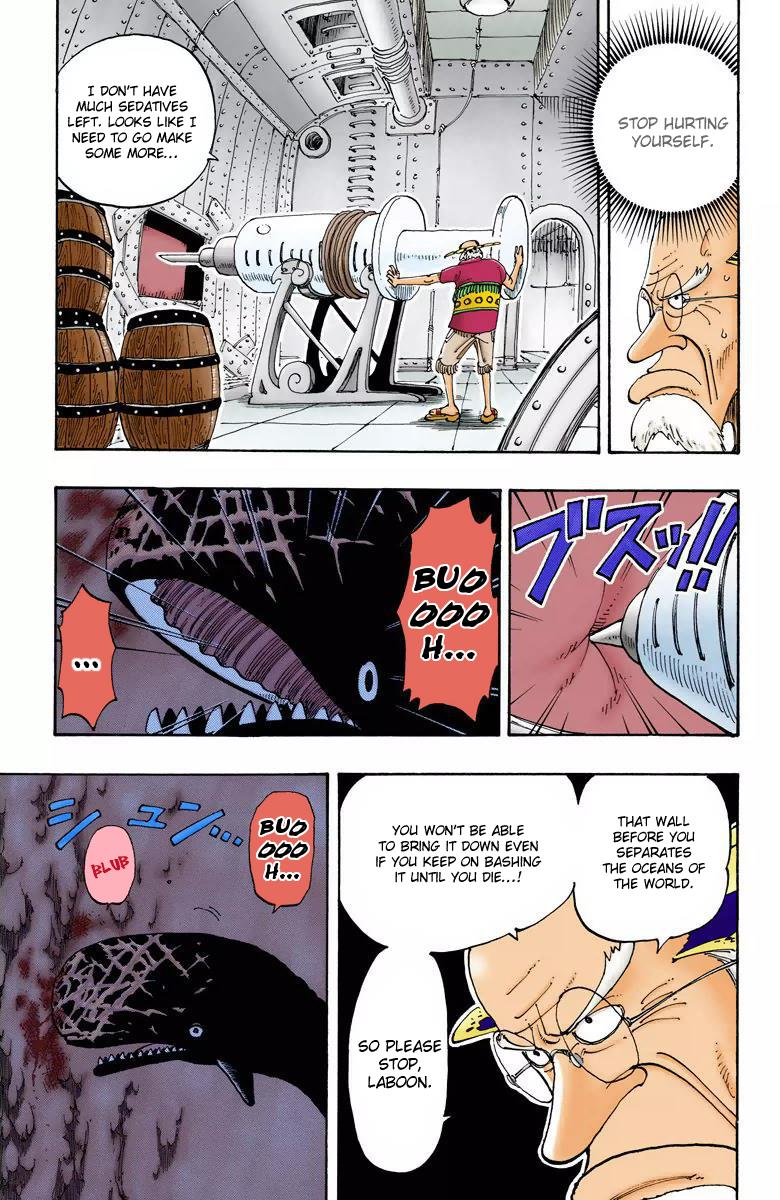 STOP HURTING
YOURSELF.
I DON'T HAVE
MUCH SEDATIVES
LEFT. LOOKS LIKE I
NEED TO GO MAKE
SOME MORE...
ブスッ!!
BUO
OOO
H...
...
THAT WALL
BEFORE YOU
SEPARATES
THE OCEANS OF
THE WORLD.
YOU WON'T BE ABLE
TO BRING IT DOWN EVEN
IF YOU KEEP ON BASHING
IT UNTIL YOU DIE...!
SO PLEASE
STOP,
LABOON.
BUO
OOO
H...
シュン...
BLUB